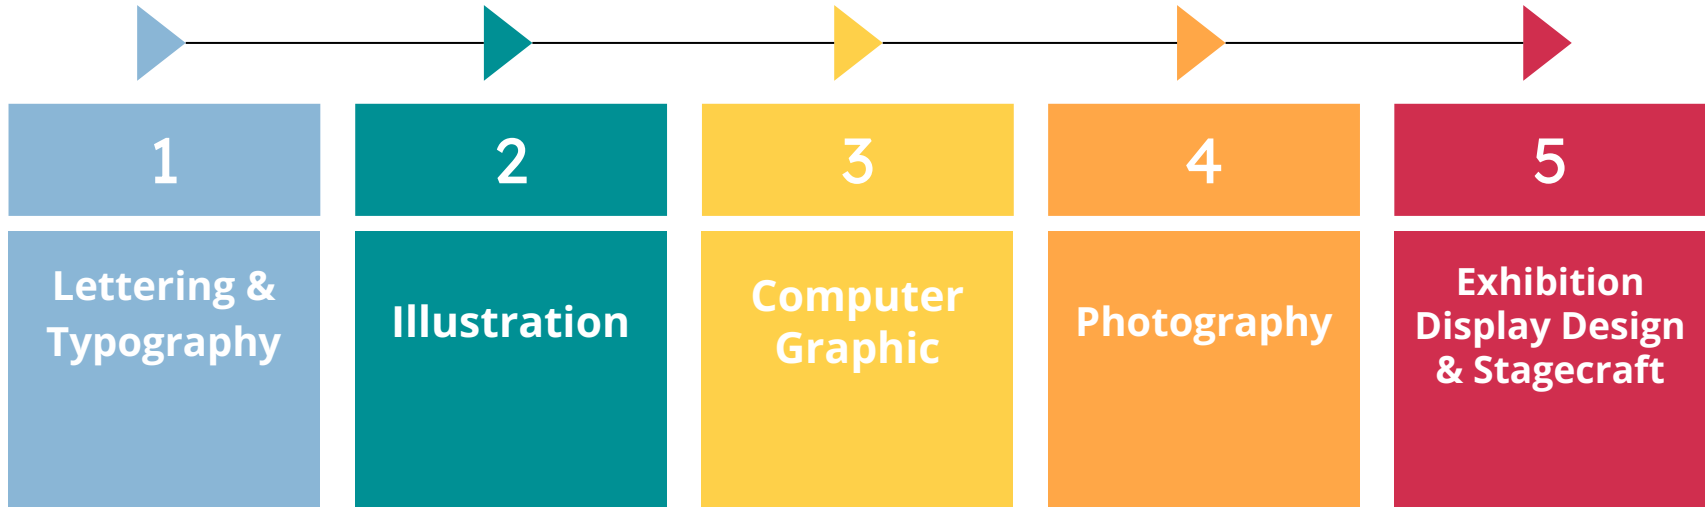 1
2
3
4
5
Lettering &
Typography
Illustration
Computer
Graphic
Photography
Exhibition
Display Design
& Stagecraft